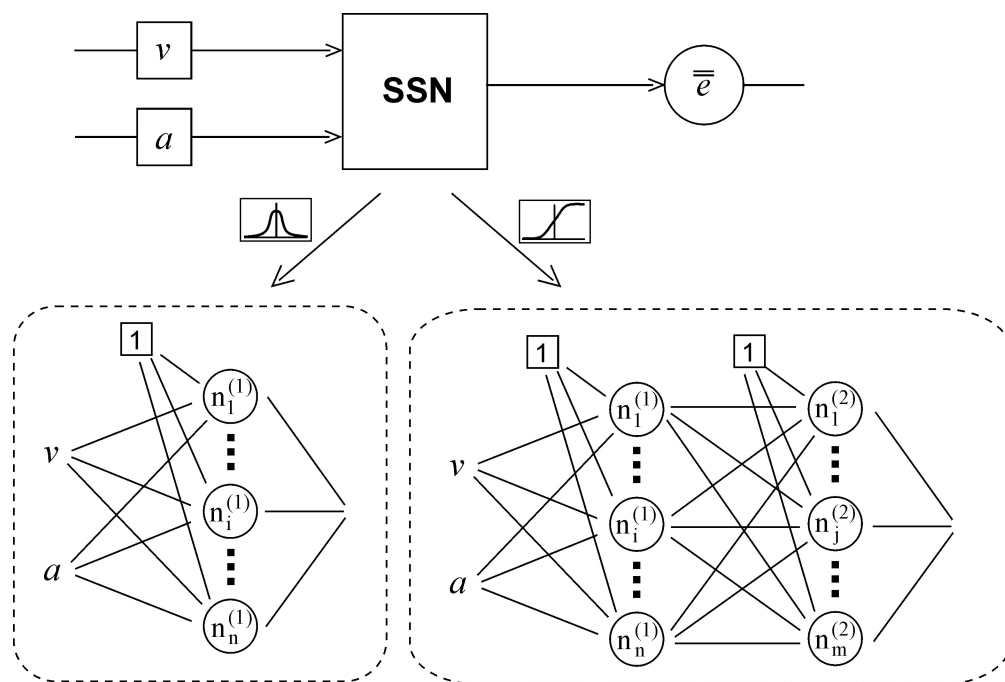 v
SSN
e
a
1
n₁⁽¹⁾
v
nᵢ⁽¹⁾
a
nₙ⁽¹⁾
1
1
n₁⁽¹⁾
n₁⁽²⁾
v
nᵢ⁽¹⁾
nⱼ⁽²⁾
a
nₙ⁽¹⁾
nₘ⁽²⁾